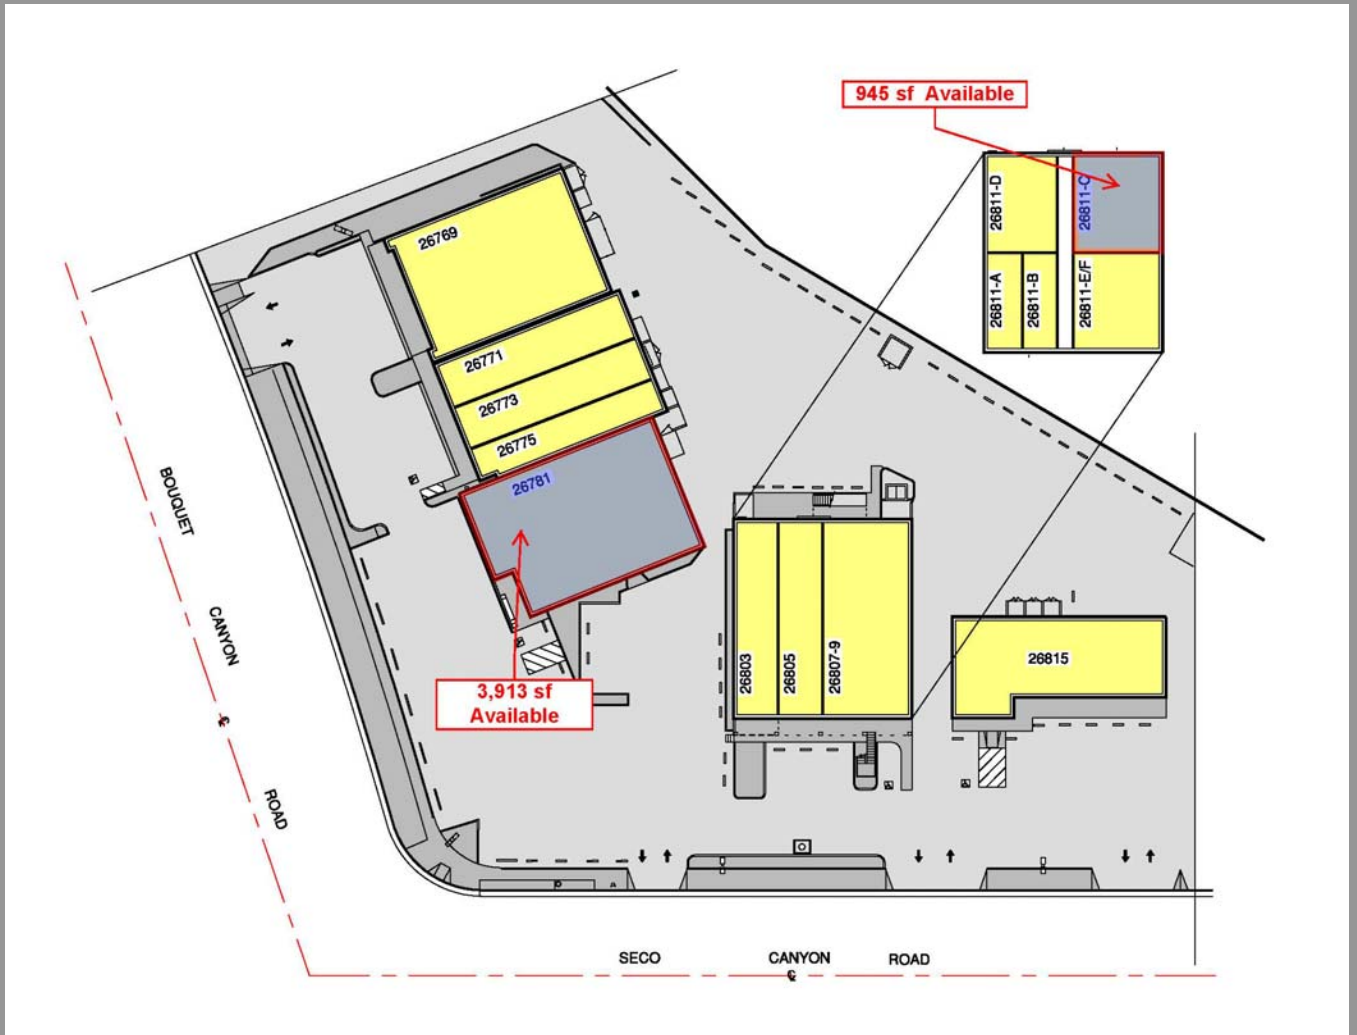 945 sf Available
26811-D
26811-C
26811-A
26811-B
26811-E/F
26769
26771
26773
26775
26781
3,913 sf
Available
26803
26805
26807-9
26815
BOUQUET
CANYON
ROAD
SECO CANYON ROAD